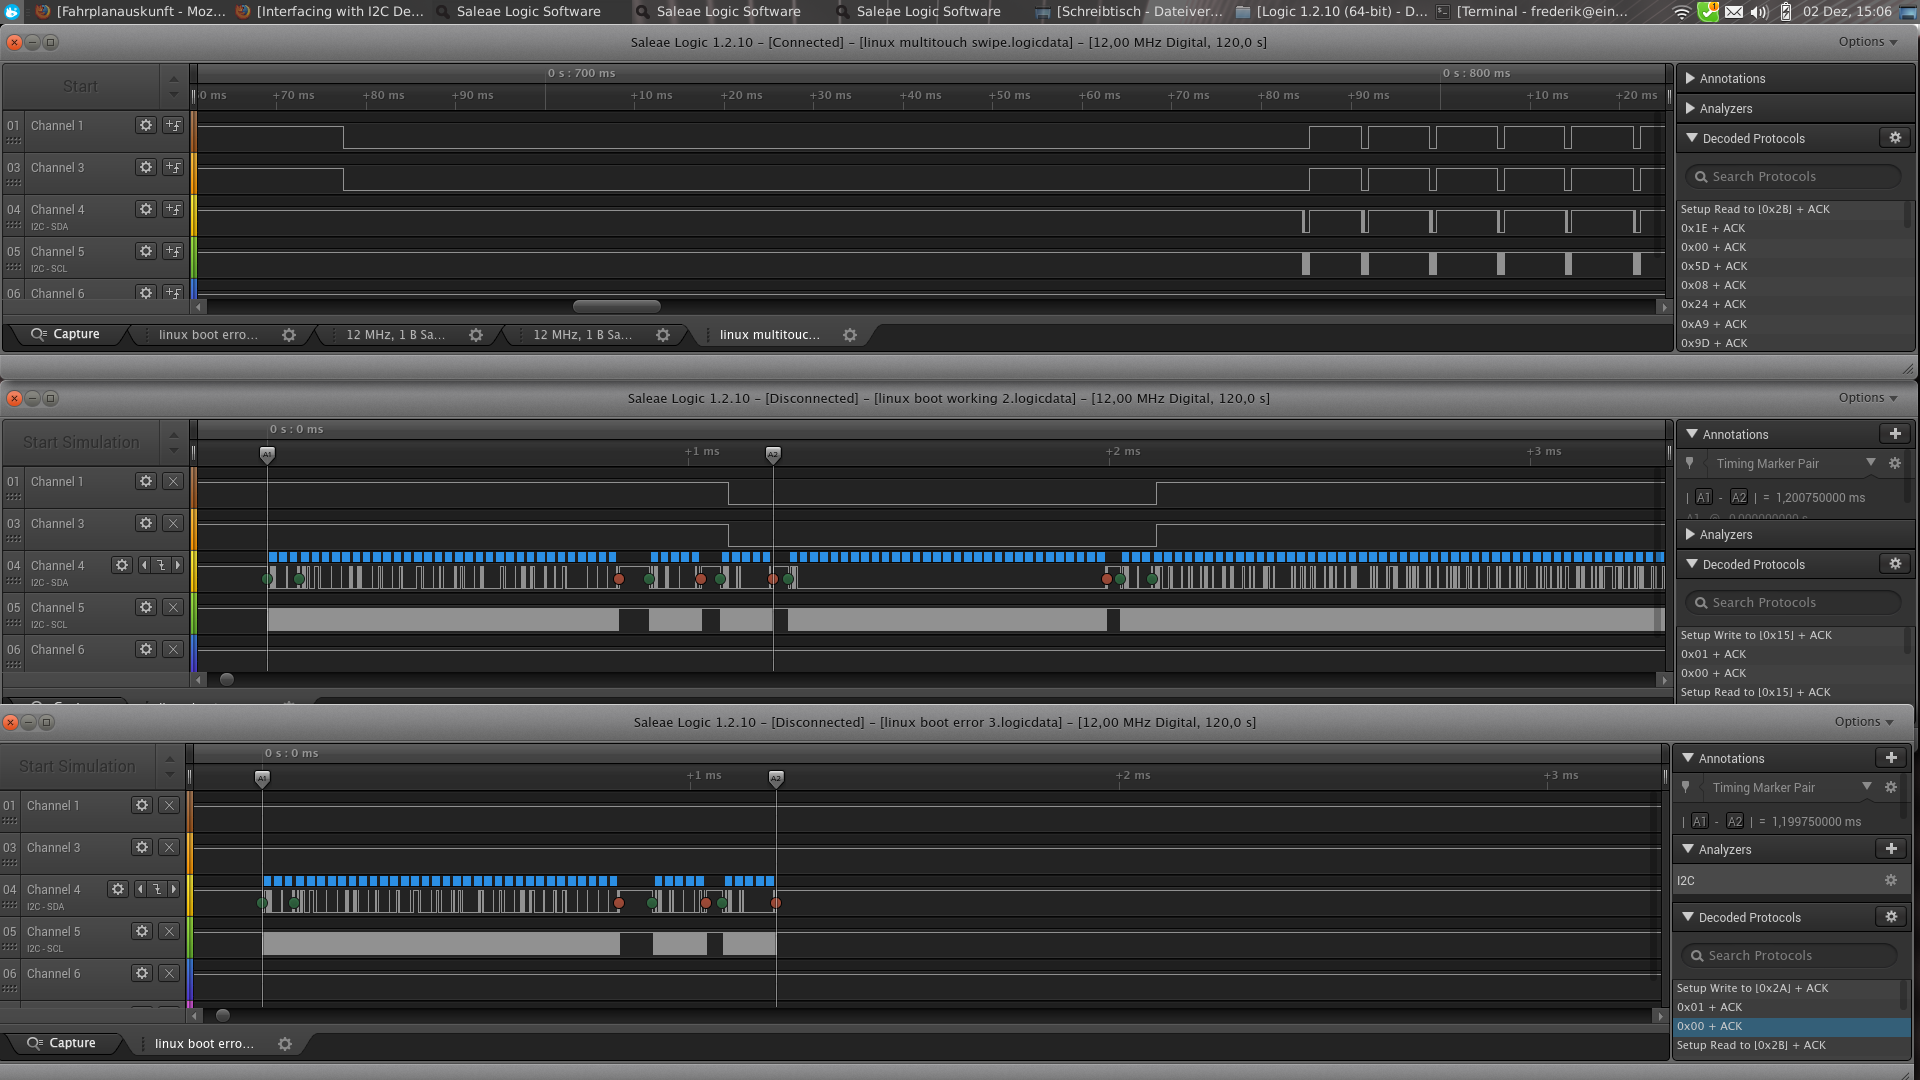 [Fahrplanauskunft - Moz... [Interfacing with I2C De... Saleae Logic Software Saleae Logic Software Saleae Logic Software [Schreibtisch - Dateiver... [Logic 1.2.10 (64-bit) - D... [Terminal - frederik@ein... 02 Dez, 15:06
Saleae Logic 1.2.10 - [Connected] - [linux multitouch swipe.logicdata] - [12,00 MHz Digital, 120,0 s]
Options
Start
0 s : 700 ms 0 s : 800 ms
0 ms +70 ms +80 ms +90 ms +10 ms +20 ms +30 ms +40 ms +50 ms +60 ms +70 ms +80 ms +90 ms +10 ms +20 ms
01 Channel 1
03 Channel 3
04 Channel 4
I2C - SDA
05 Channel 5
I2C - SCL
06 Channel 6
Capture linux boot erro... 12 MHz, 1 B Sa... 12 MHz, 1 B Sa... linux multitouc...
Annotations
Analyzers
Decoded Protocols
Search Protocols
Setup Read to [0x2B] + ACK
0x1E + ACK
0x00 + ACK
0x5D + ACK
0x08 + ACK
0x24 + ACK
0xA9 + ACK
0x9D + ACK
Saleae Logic 1.2.10 - [Disconnected] - [linux boot working 2.logicdata] - [12,00 MHz Digital, 120,0 s]
Options
Start Simulation
0 s : 0 ms
A1 +1 ms A2 +2 ms +3 ms
01 Channel 1
03 Channel 3
04 Channel 4
I2C - SDA
05 Channel 5
I2C - SCL
06 Channel 6
Annotations
Timing Marker Pair
| A1 - A2 | = 1,200750000 ms
Analyzers
Decoded Protocols
Search Protocols
Setup Write to [0x15] + ACK
0x01 + ACK
0x00 + ACK
Setup Read to [0x15] + ACK
Saleae Logic 1.2.10 - [Disconnected] - [linux boot error 3.logicdata] - [12,00 MHz Digital, 120,0 s]
Options
Start Simulation
0 s : 0 ms
A1 +1 ms A2 +2 ms +3 ms
01 Channel 1
03 Channel 3
04 Channel 4
I2C - SDA
05 Channel 5
I2C - SCL
06 Channel 6
Capture linux boot erro...
Annotations
Timing Marker Pair
| A1 - A2 | = 1,199750000 ms
Analyzers
I2C
Decoded Protocols
Search Protocols
Setup Write to [0x2A] + ACK
0x01 + ACK
0x00 + ACK
Setup Read to [0x2B] + ACK